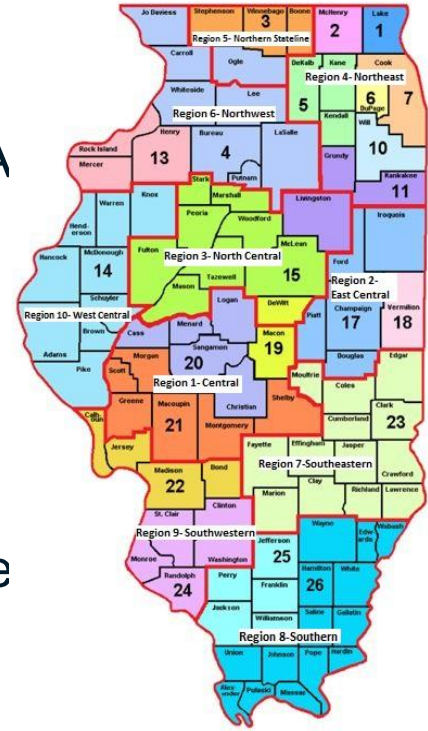 Jo Daviess
Stephenson
Winnebago
Boone
McHenry
Lake
3
2
1
Region 5- Northern Stateline
Carroll
Ogle
DeKalb
Kane
Cook
Region 4- Northeast
Whiteside
Lee
5
6
7
DuPage
Region 6- Northwest
Kendall
Will
10
Henry
Bureau
LaSalle
Rock Island
13
4
Grundy
A
Mercer
Putnam
Kankakee
11
Stark
Marshall
Knox
Warren
Peoria
Livingston
Woodford
Iroquois
Hend-
erson
Fulton
McLean
Hancock
McDonough
Region 3- North Central
Ford
14
Tazewell
15
Region 2-
East Central
Mason
Schuyler
Logan
DeWitt
Region 10- West Central
Menard
Piatt
Champaign
Vermilion
Brown
Cass
Macon
17
18
Adams
Sangamon
19
Morgan
20
Douglas
Edgar
Pike
Scott
Moultrie
Region 1- Central
Coles
Christian
Shelby
Greene
Macoupin
Clark
21
Cumberland
23
Calh-
oun
Montgomery
Jersey
Fayette
Effingham
Jasper
Madison
Bond
Region 7-Southeastern
22
Clay
Crawford
Clinton
Marion
Richland
Lawrence
St. Clair
Wayne
Wabash
Region 9- Southwestern
Edw
ards
Jefferson
25
Monroe
Washington
Randolph
Perry
Hamilton
White
e
24
Franklin
26
Jackson
Saline
Gallatin
Williamson
Region 8-Southern
Union
Johnson
Pope
Hardin
Alex-
ander
Pulaski
Massac